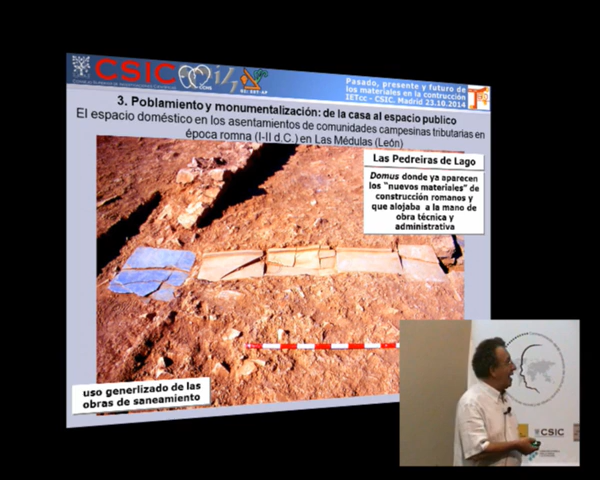 CSIC
Pasado, presente y futuro de
los materiales en la contrucción
IETcc - CSIC. Madrid 23.10.2014
3. Poblamiento y monumentalización: de la casa al espacio publico
El espacio doméstico en los asentamientos de comunidades campesinas tributarias en
época romna (I-II d.C.) en Las Médulas (León)
Las Pedreiras de Lago
Domus donde ya aparecen
los "nuevos materiales" de
construcción romanos y
que alojaba a la mano de
obra técnica y
administrativa
uso generlizado de las
obras de saneamiento
CSIC